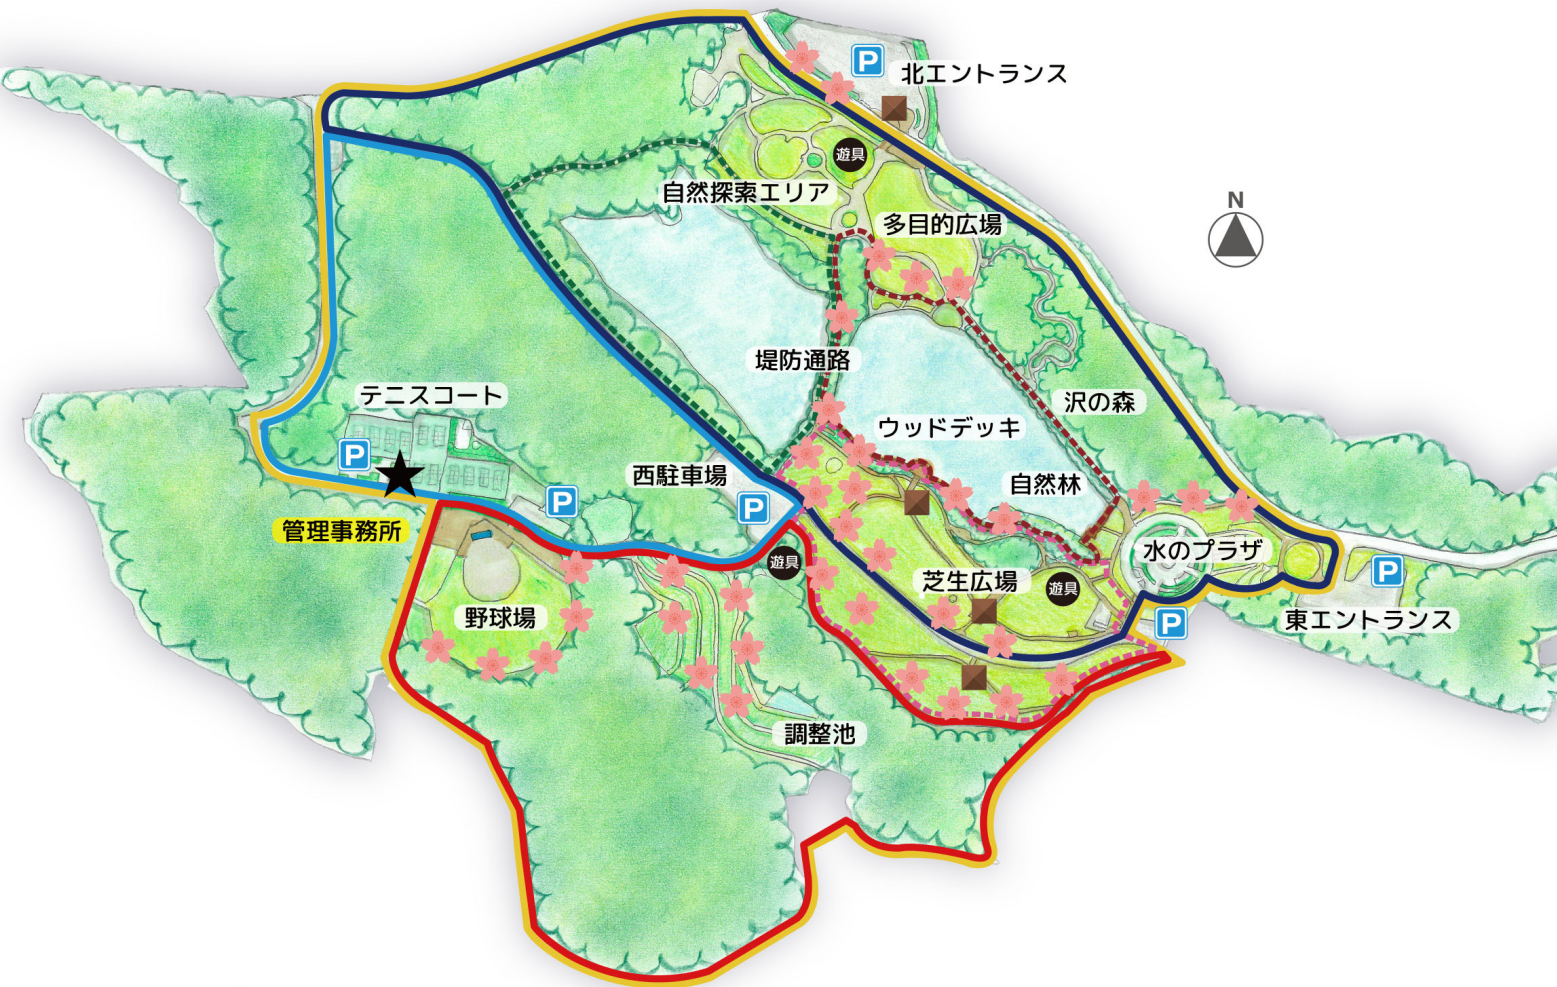 P
北エントランス
遊具
自然探索エリア
N
多目的広場
堤防通路
テニスコート
沢の森
ウッドデッキ
P
西駐車場
自然林
P
P
管理事務所
水のプラザ
遊具
芝生広場
遊具
P
野球場
P
東エントランス
調整池